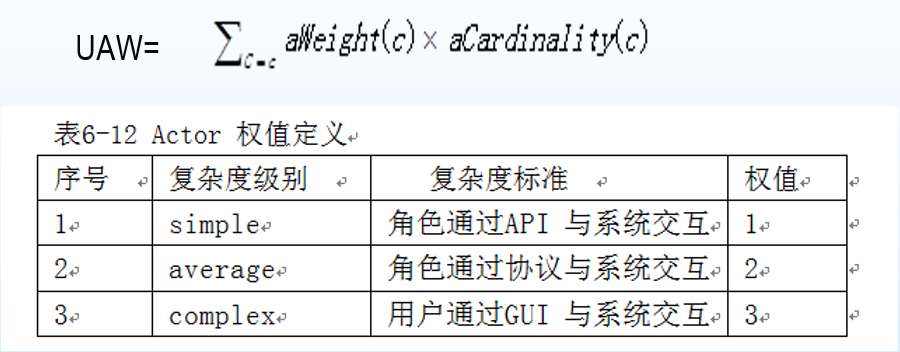 UAW= ∑C=c aWeight(c)×aCardinality(c)
表6-12 Actor 权值定义
序号 复杂度级别 复杂度标准 权值
1 simple 角色通过API 与系统交互 1
2 average 角色通过协议与系统交互 2
3 complex 用户通过GUI 与系统交互 3